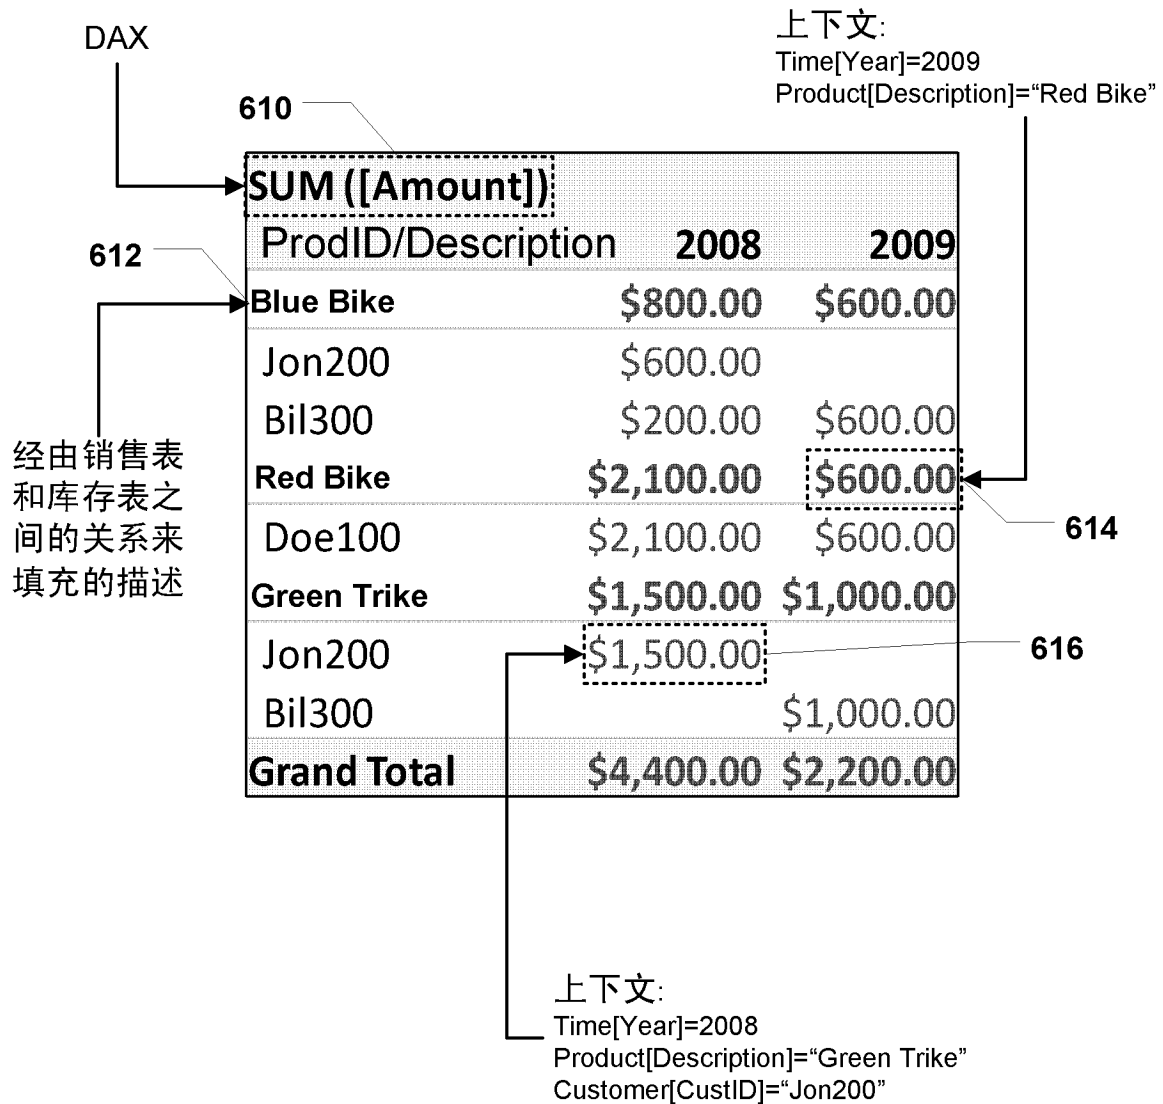 DAX
上下文:
Time[Year]=2009
Product[Description]=“Red Bike”
610
SUM ([Amount])
ProdID/Description 2008 2009
612
Blue Bike $800.00 $600.00
Jon200 $600.00
Bil300 $200.00 $600.00
Red Bike $2,100.00 $600.00
614
经由销售表
和库存表之
间的关系来
填充的描述
Doe100 $2,100.00 $600.00
Green Trike $1,500.00 $1,000.00
Jon200 $1,500.00
616
Bil300 $1,000.00
Grand Total $4,400.00 $2,200.00
上下文:
Time[Year]=2008
Product[Description]=“Green Trike”
Customer[CustID]=“Jon200”